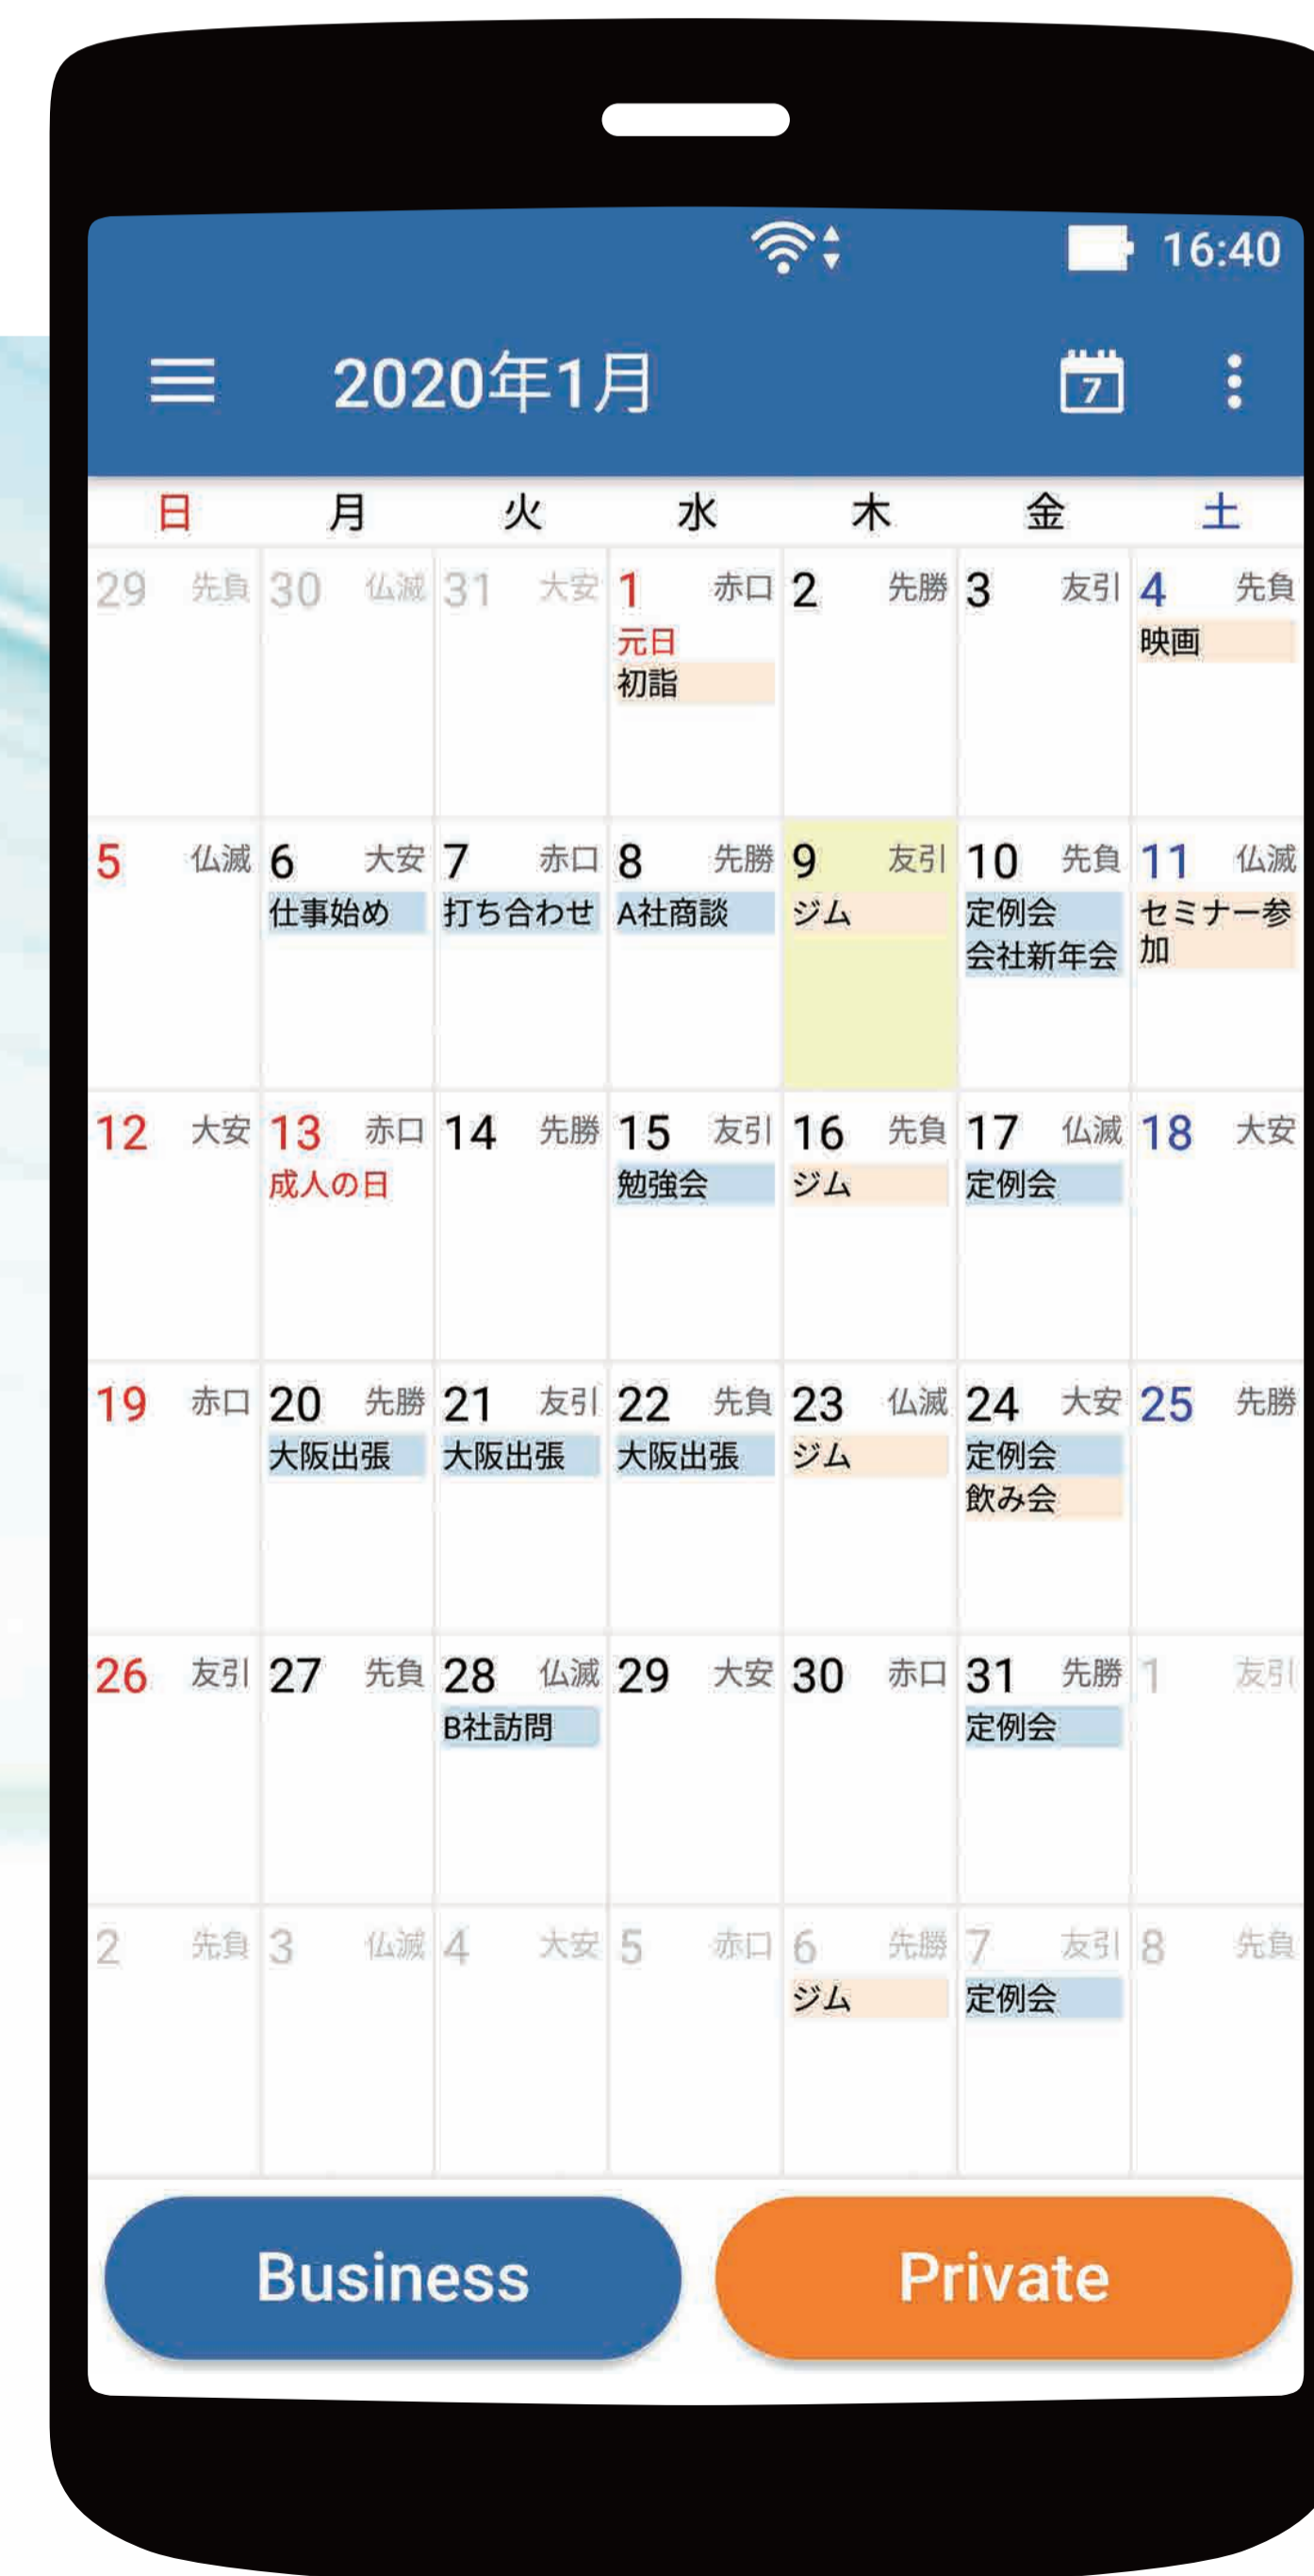 16:40
2020年1月
7
日 月 火 水 木 金 土
29 先負 30 仏滅 31 大安 1 赤口 2 先勝 3 友引 4 先負
元日 映画
初詣
5 仏滅 6 大安 7 赤口 8 先勝 9 友引 10 先負 11 仏滅
仕事始め 打ち合わせ A社商談 ジム 定例会 セミナー参
会社新年会 加
12 大安 13 赤口 14 先勝 15 友引 16 先負 17 仏滅 18 大安
成人の日 勉強会 ジム 定例会
19 赤口 20 先勝 21 友引 22 先負 23 仏滅 24 大安 25 先勝
大阪出張 大阪出張 大阪出張 ジム 定例会
飲み会
26 友引 27 先負 28 仏滅 29 大安 30 赤口 31 先勝 1 友引
B社訪問 定例会
2 先負 3 仏滅 4 大安 5 赤口 6 先勝 7 友引 8 先負
ジム 定例会
Business Private